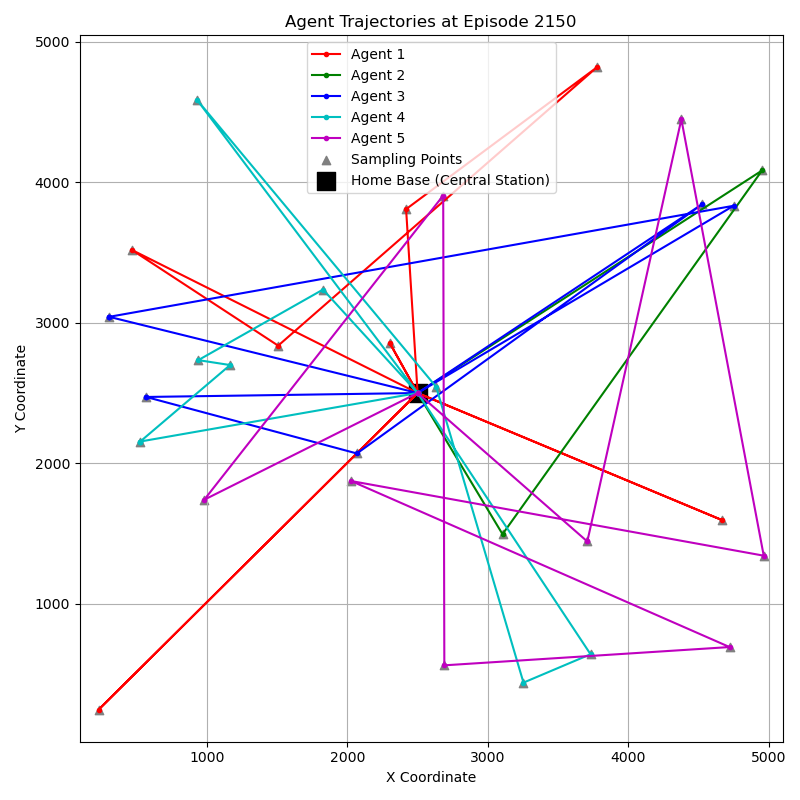 Agent Trajectories at Episode 2150
Agent 1
Agent 2
Agent 3
Agent 4
Agent 5
Sampling Points
Home Base (Central Station)
5000
4000
3000
2000
1000
Y Coordinate
1000
2000
3000
4000
5000
X Coordinate